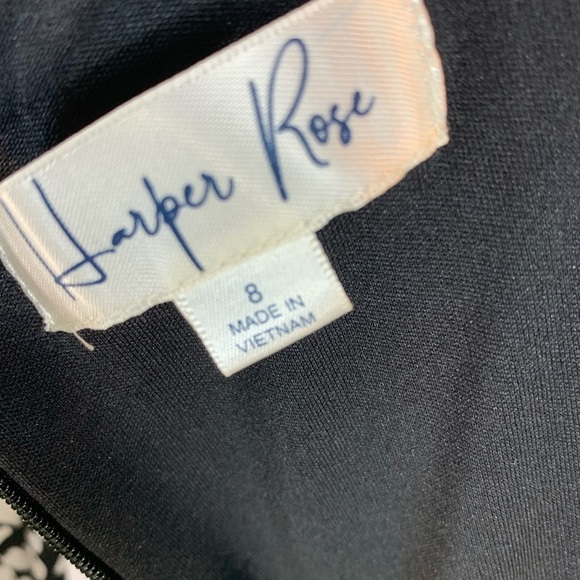 Harper Rose
8
MADE IN
VIETNAM